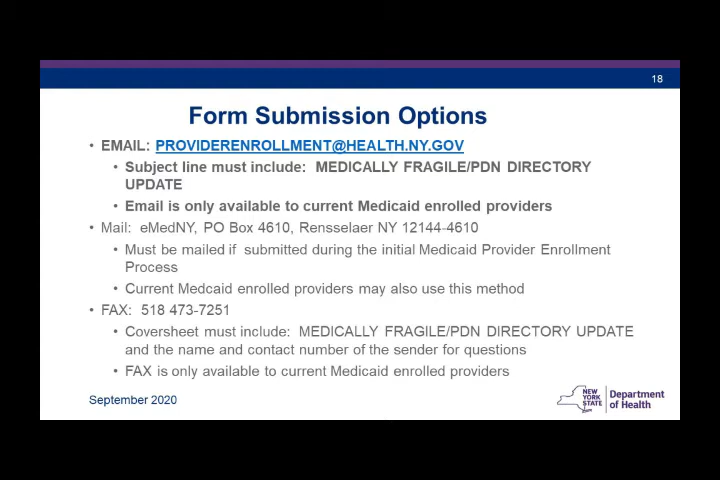 18
Form Submission Options
• EMAIL: PROVIDERENROLLMENT@HEALTH.NY.GOV
• Subject line must include: MEDICALLY FRAGILE/PDN DIRECTORY
UPDATE
• Email is only available to current Medicaid enrolled providers
• Mail: eMedNY, PO Box 4610, Rensselaer NY 12144-4610
• Must be mailed if submitted during the initial Medicaid Provider Enrollment
Process
• Current Medcaid enrolled providers may also use this method
• FAX: 518 473-7251
• Coversheet must include: MEDICALLY FRAGILE/PDN DIRECTORY UPDATE
and the name and contact number of the sender for questions
• FAX is only available to current Medicaid enrolled providers
September 2020
NEW
YORK
STATE
Department
of Health